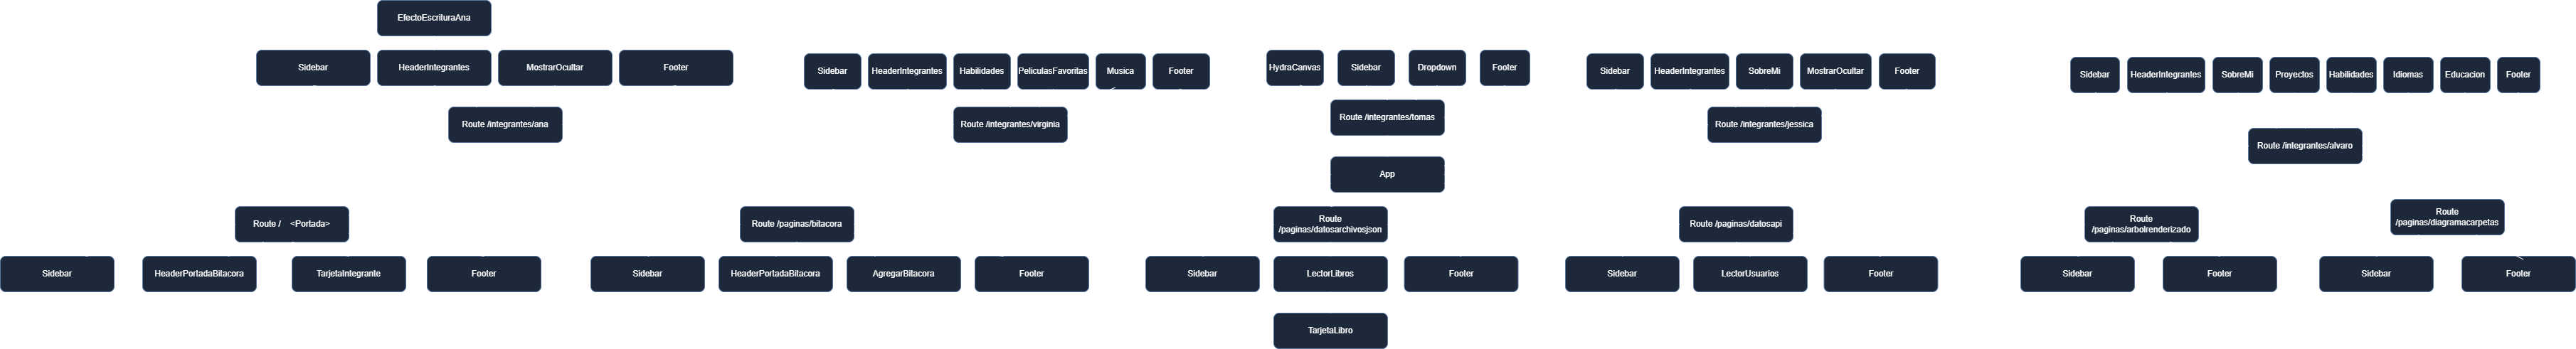 EfectoEscrituraAna
Sidebar
HeaderIntegrantes
MostrarOcultar
Footer
Sidebar
HeaderIntegrantes
Habilidades
PeliculasFavoritas
Musica
Footer
HydraCanvas
Sidebar
Dropdown
Footer
Sidebar
HeaderIntegrantes
SobreMi
MostrarOcultar
Footer
Sidebar
HeaderIntegrantes
SobreMi
Proyectos
Habilidades
Idiomas
Educacion
Footer
Route /integrantes/ana
Route /integrantes/virginia
Route /integrantes/tomas
Route /integrantes/jessica
Route /integrantes/alvaro
App
Route / <Portada>
Route /paginas/bitacora
Route
/paginas/datosarchivosjson
Route /paginas/datosapi
Route
/paginas/arbolrenderizado
Route
/paginas/diagramacarpetas
Sidebar
HeaderPortadaBitacora
TarjetaIntegrante
Footer
Sidebar
HeaderPortadaBitacora
AgregarBitacora
Footer
Sidebar
LectorLibros
Footer
Sidebar
LectorUsuarios
Footer
Sidebar
Footer
Sidebar
Footer
TarjetaLibro